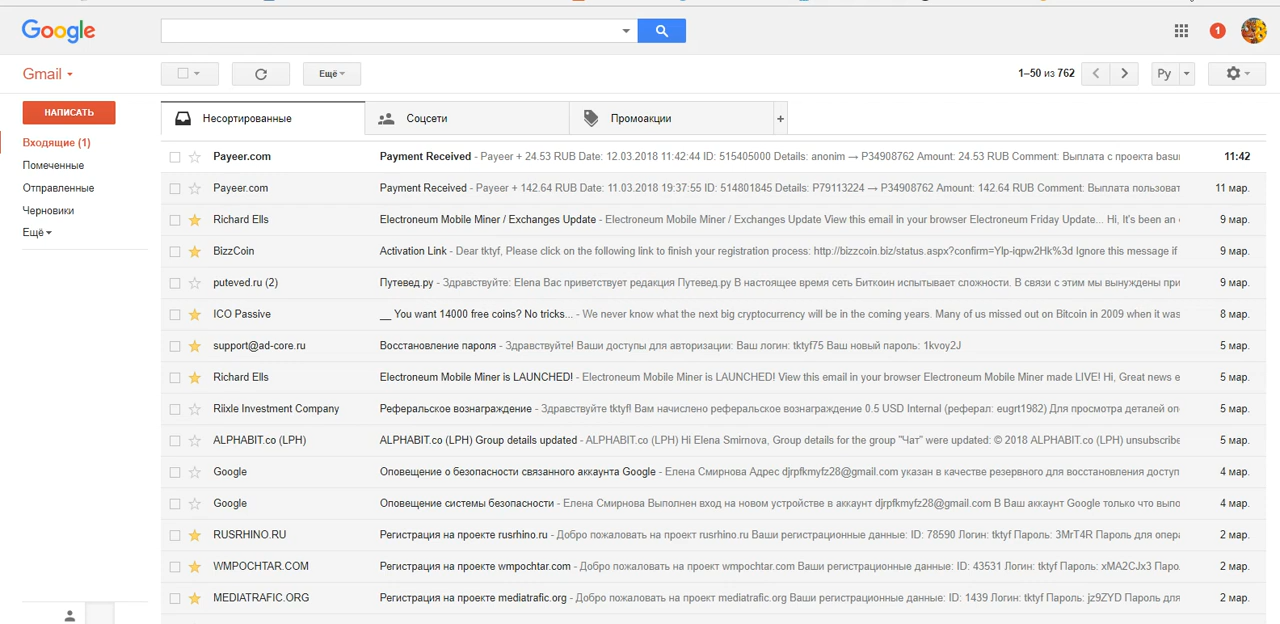 Google
1
Gmail
Ещё
1–50 из 762
Ру
НАПИСАТЬ
Несортированные
Соцсети
Промоакции
+
Входящие (1)
Помеченные
Отправленные
Черновики
Ещё
Payeer.com Payment Received - Payeer + 24.53 RUB Date: 12.03.2018 11:42:44 ID: 515405000 Details: anonim → P34908762 Amount: 24.53 RUB Comment: Выплата с проекта basu 11:42
Payeer.com Payment Received - Payeer + 142.64 RUB Date: 11.03.2018 19:37:55 ID: 514801845 Details: P79113224 → P34908762 Amount: 142.64 RUB Comment: Выплата пользоват 11 мар.
Richard Ells Electroneum Mobile Miner / Exchanges Update - Electroneum Mobile Miner / Exchanges Update View this email in your browser Electroneum Friday Update... Hi, It's been an 9 мар.
BizzCoin Activation Link - Dear tktyf, Please click on the following link to finish your registration process: http://bizzcoin.biz/status.aspx?confirm=Ylp-iqpw2Hk%3d Ignore this message if 9 мар.
puteved.ru (2) Путевед.ру - Здравствуйте: Elena Вас приветствует редакция Путевед.ру В настоящее время сеть Биткоин испытывает сложности. В связи с этим мы вынуждены при 9 мар.
ICO Passive __ You want 14000 free coins? No tricks... - We never know what the next big cryptocurrency will be in the coming years. Many of us missed out on Bitcoin in 2009 when it was 8 мар.
support@ad-core.ru Восстановление пароля - Здравствуйте! Ваши доступы для авторизации: Ваш логин: tktyf75 Ваш новый пароль: 1kvoy2J 5 мар.
Richard Ells Electroneum Mobile Miner is LAUNCHED! - Electroneum Mobile Miner is LAUNCHED! View this email in your browser Electroneum Mobile Miner made LIVE! Hi, Great news e 5 мар.
Riixle Investment Company Реферальное вознаграждение - Здравствуйте tktyf! Вам начислено реферальное вознаграждение 0.5 USD Internal (реферал: eugrt1982) Для просмотра деталей оп 5 мар.
ALPHABIT.co (LPH) ALPHABIT.co (LPH) Group details updated - ALPHABIT.co (LPH) Hi Elena Smirnova, Group details for the group "Чат" were updated: © 2018 ALPHABIT.co (LPH) unsubscribe 5 мар.
Google Оповещение о безопасности связанного аккаунта Google - Елена Смирнова Адрес djrpfkmyfz28@gmail.com указан в качестве резервного для восстановления доступ 4 мар.
Google Оповещение системы безопасности - Елена Смирнова Выполнен вход на новом устройстве в аккаунт djrpfkmyfz28@gmail.com В Ваш аккаунт Google только что выпо 4 мар.
RUSRHINO.RU Регистрация на проекте rusrhino.ru - Добро пожаловать на проект rusrhino.ru Ваши регистрационные данные: ID: 78590 Логин: tktyf Пароль: 3MrT4R Пароль для опера 2 мар.
WMPOCHTAR.COM Регистрация на проекте wmpochtar.com - Добро пожаловать на проект wmpochtar.com Ваши регистрационные данные: ID: 43531 Логин: tktyf Пароль: xMA2CJx3 Паро 2 мар.
MEDIATRAFIC.ORG Регистрация на проекте mediatrafic.org - Добро пожаловать на проект mediatrafic.org Ваши регистрационные данные: ID: 1439 Логин: tktyf Пароль: jz9ZYD Пароль для 2 мар.